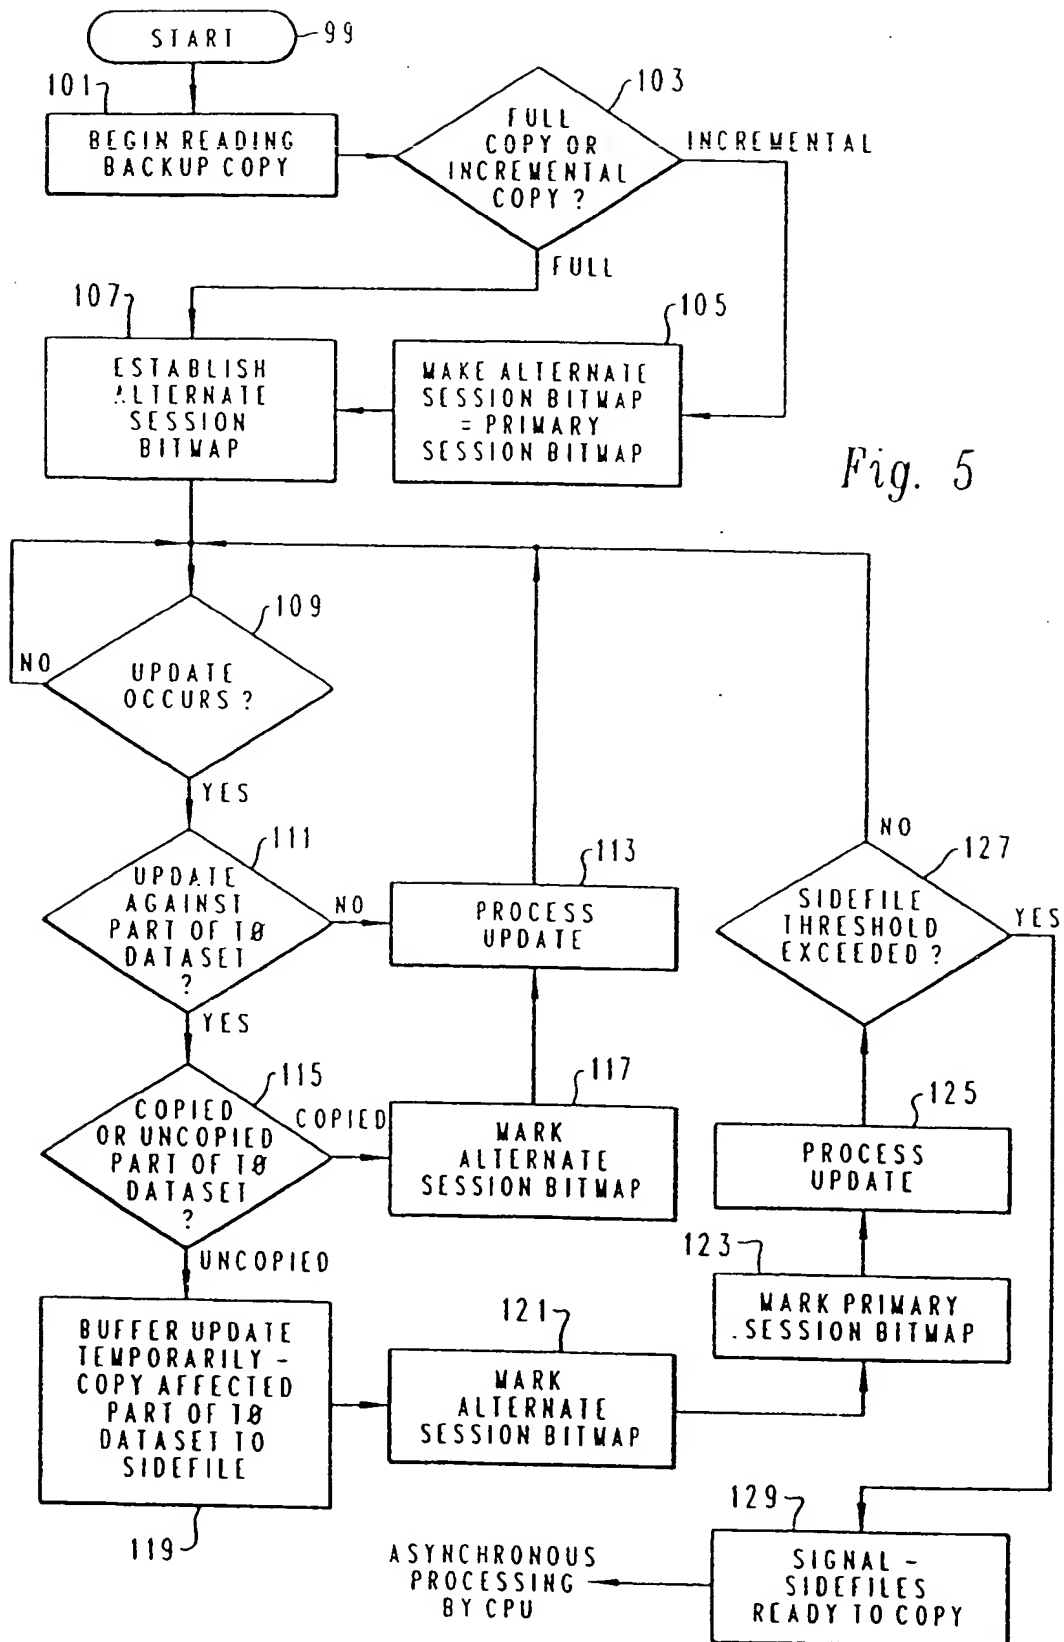 START
99
101
BEGIN READING
BACKUP COPY
103
FULL
COPY OR
INCREMENTAL
COPY ?
INCREMENTAL
FULL
107
ESTABLISH
ALTERNATE
SESSION
BITMAP
105
MAKE ALTERNATE
SESSION BITMAP
= PRIMARY
SESSION BITMAP
Fig. 5
109
NO
UPDATE
OCCURS ?
YES
111
UPDATE
AGAINST
PART OF T0
DATASET
?
NO
113
PROCESS
UPDATE
YES
115
COPIED
OR UNCOPIED
PART OF T0
DATASET
?
COPIED
117
MARK
ALTERNATE
SESSION BITMAP
UNCOPIED
BUFFER UPDATE
TEMPORARILY -
COPY AFFECTED
PART OF T0
DATASET TO
SIDEFILE
119
121
MARK
ALTERNATE
SESSION BITMAP
123
MARK PRIMARY
SESSION BITMAP
125
PROCESS
UPDATE
NO
127
SIDEFILE
THRESHOLD
EXCEEDED ?
YES
129
SIGNAL -
SIDEFILES
READY TO COPY
ASYNCHRONOUS
PROCESSING
BY CPU